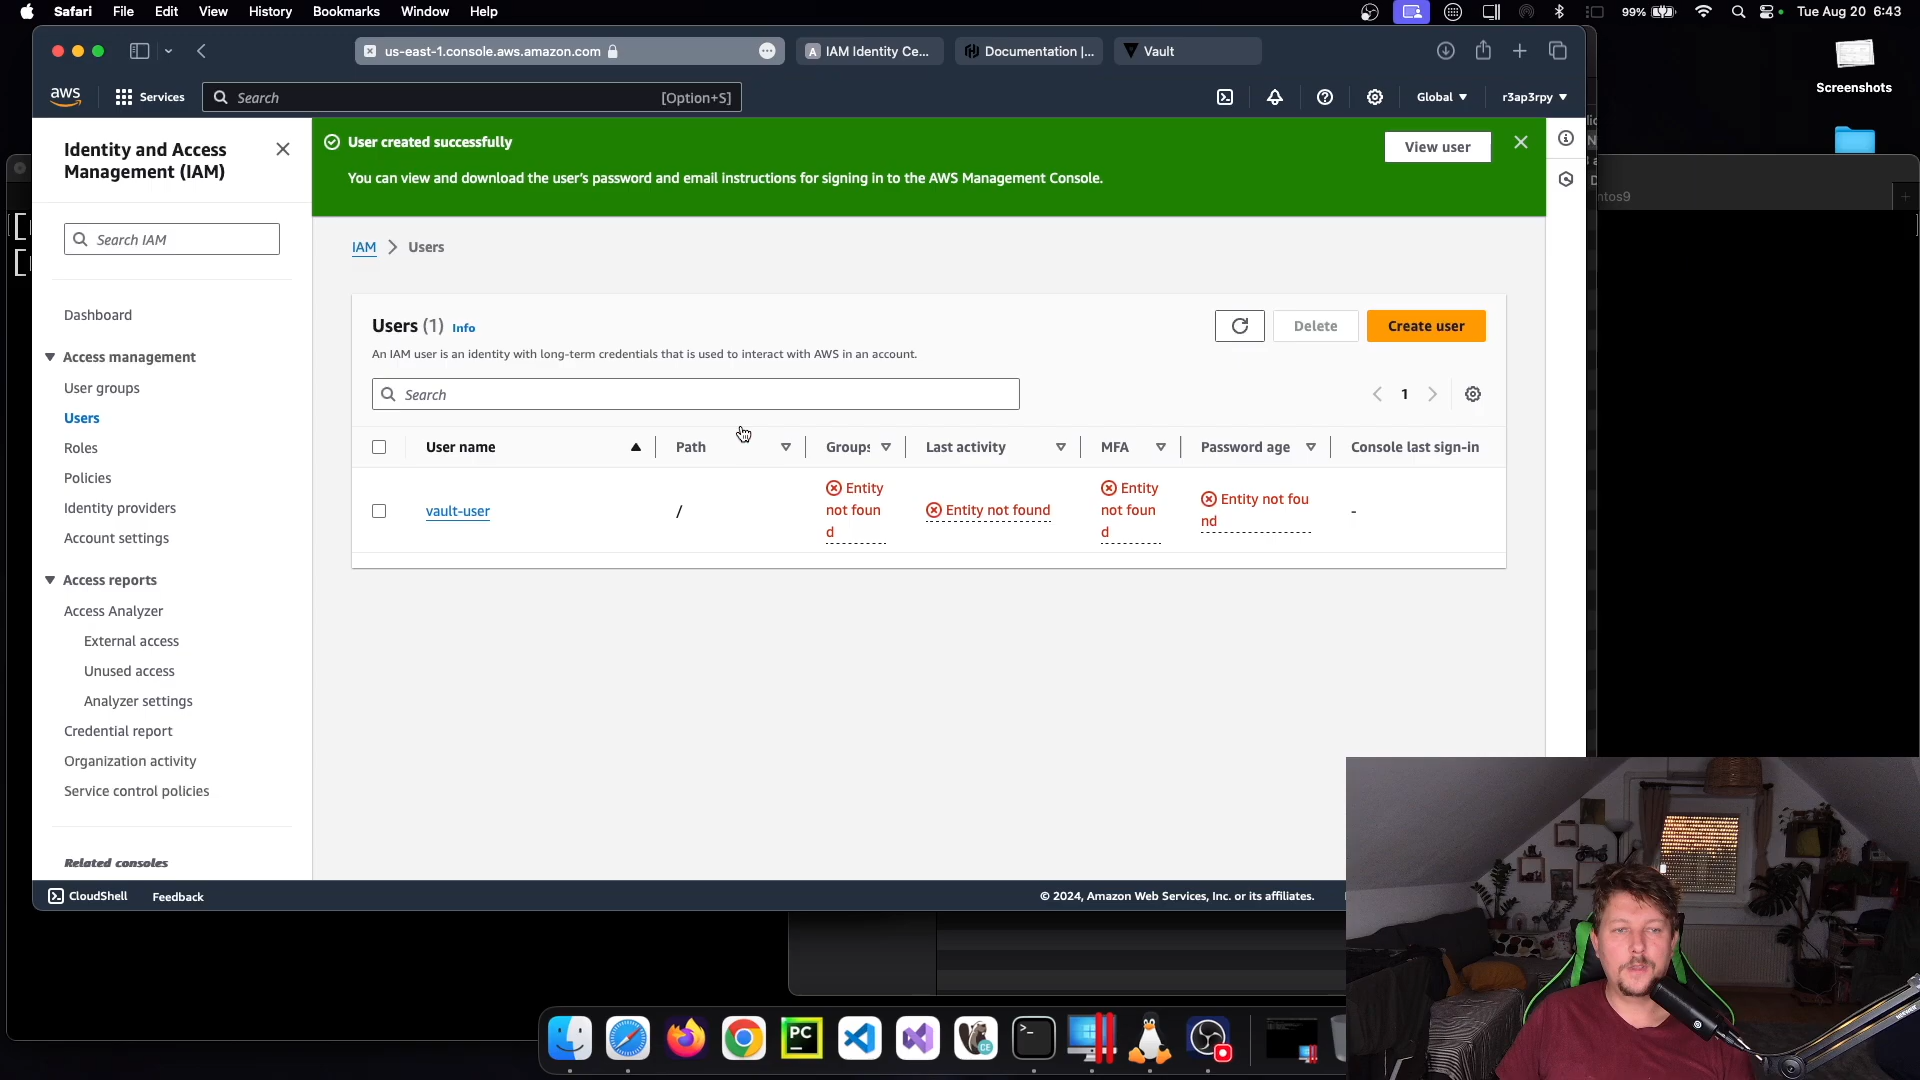 Safari File Edit View History Bookmarks Window Help
99% Tue Aug 20 6:43
us-east-1.console.aws.amazon.com
A IAM Identity Ce...
Documentation |...
Vault
Screenshots
aws Services Search [Option+S] Global r3ap3rpy
Identity and Access
Management (IAM)
User created successfully
View user
You can view and download the user's password and email instructions for signing in to the AWS Management Console.
ntos9
Search IAM
IAM > Users
Dashboard
Access management
User groups
Users
Roles
Policies
Identity providers
Account settings
Access reports
Access Analyzer
External access
Unused access
Analyzer settings
Credential report
Organization activity
Service control policies
Related consoles
Users (1) Info
Delete Create user
An IAM user is an identity with long-term credentials that is used to interact with AWS in an account.
Search
1
User name Path Groups Last activity MFA Password age Console last sign-in
vault-user / Entity not found Entity not found Entity not found Entity not found -
CloudShell Feedback
© 2024, Amazon Web Services, Inc. or its affiliates.
PC
CE